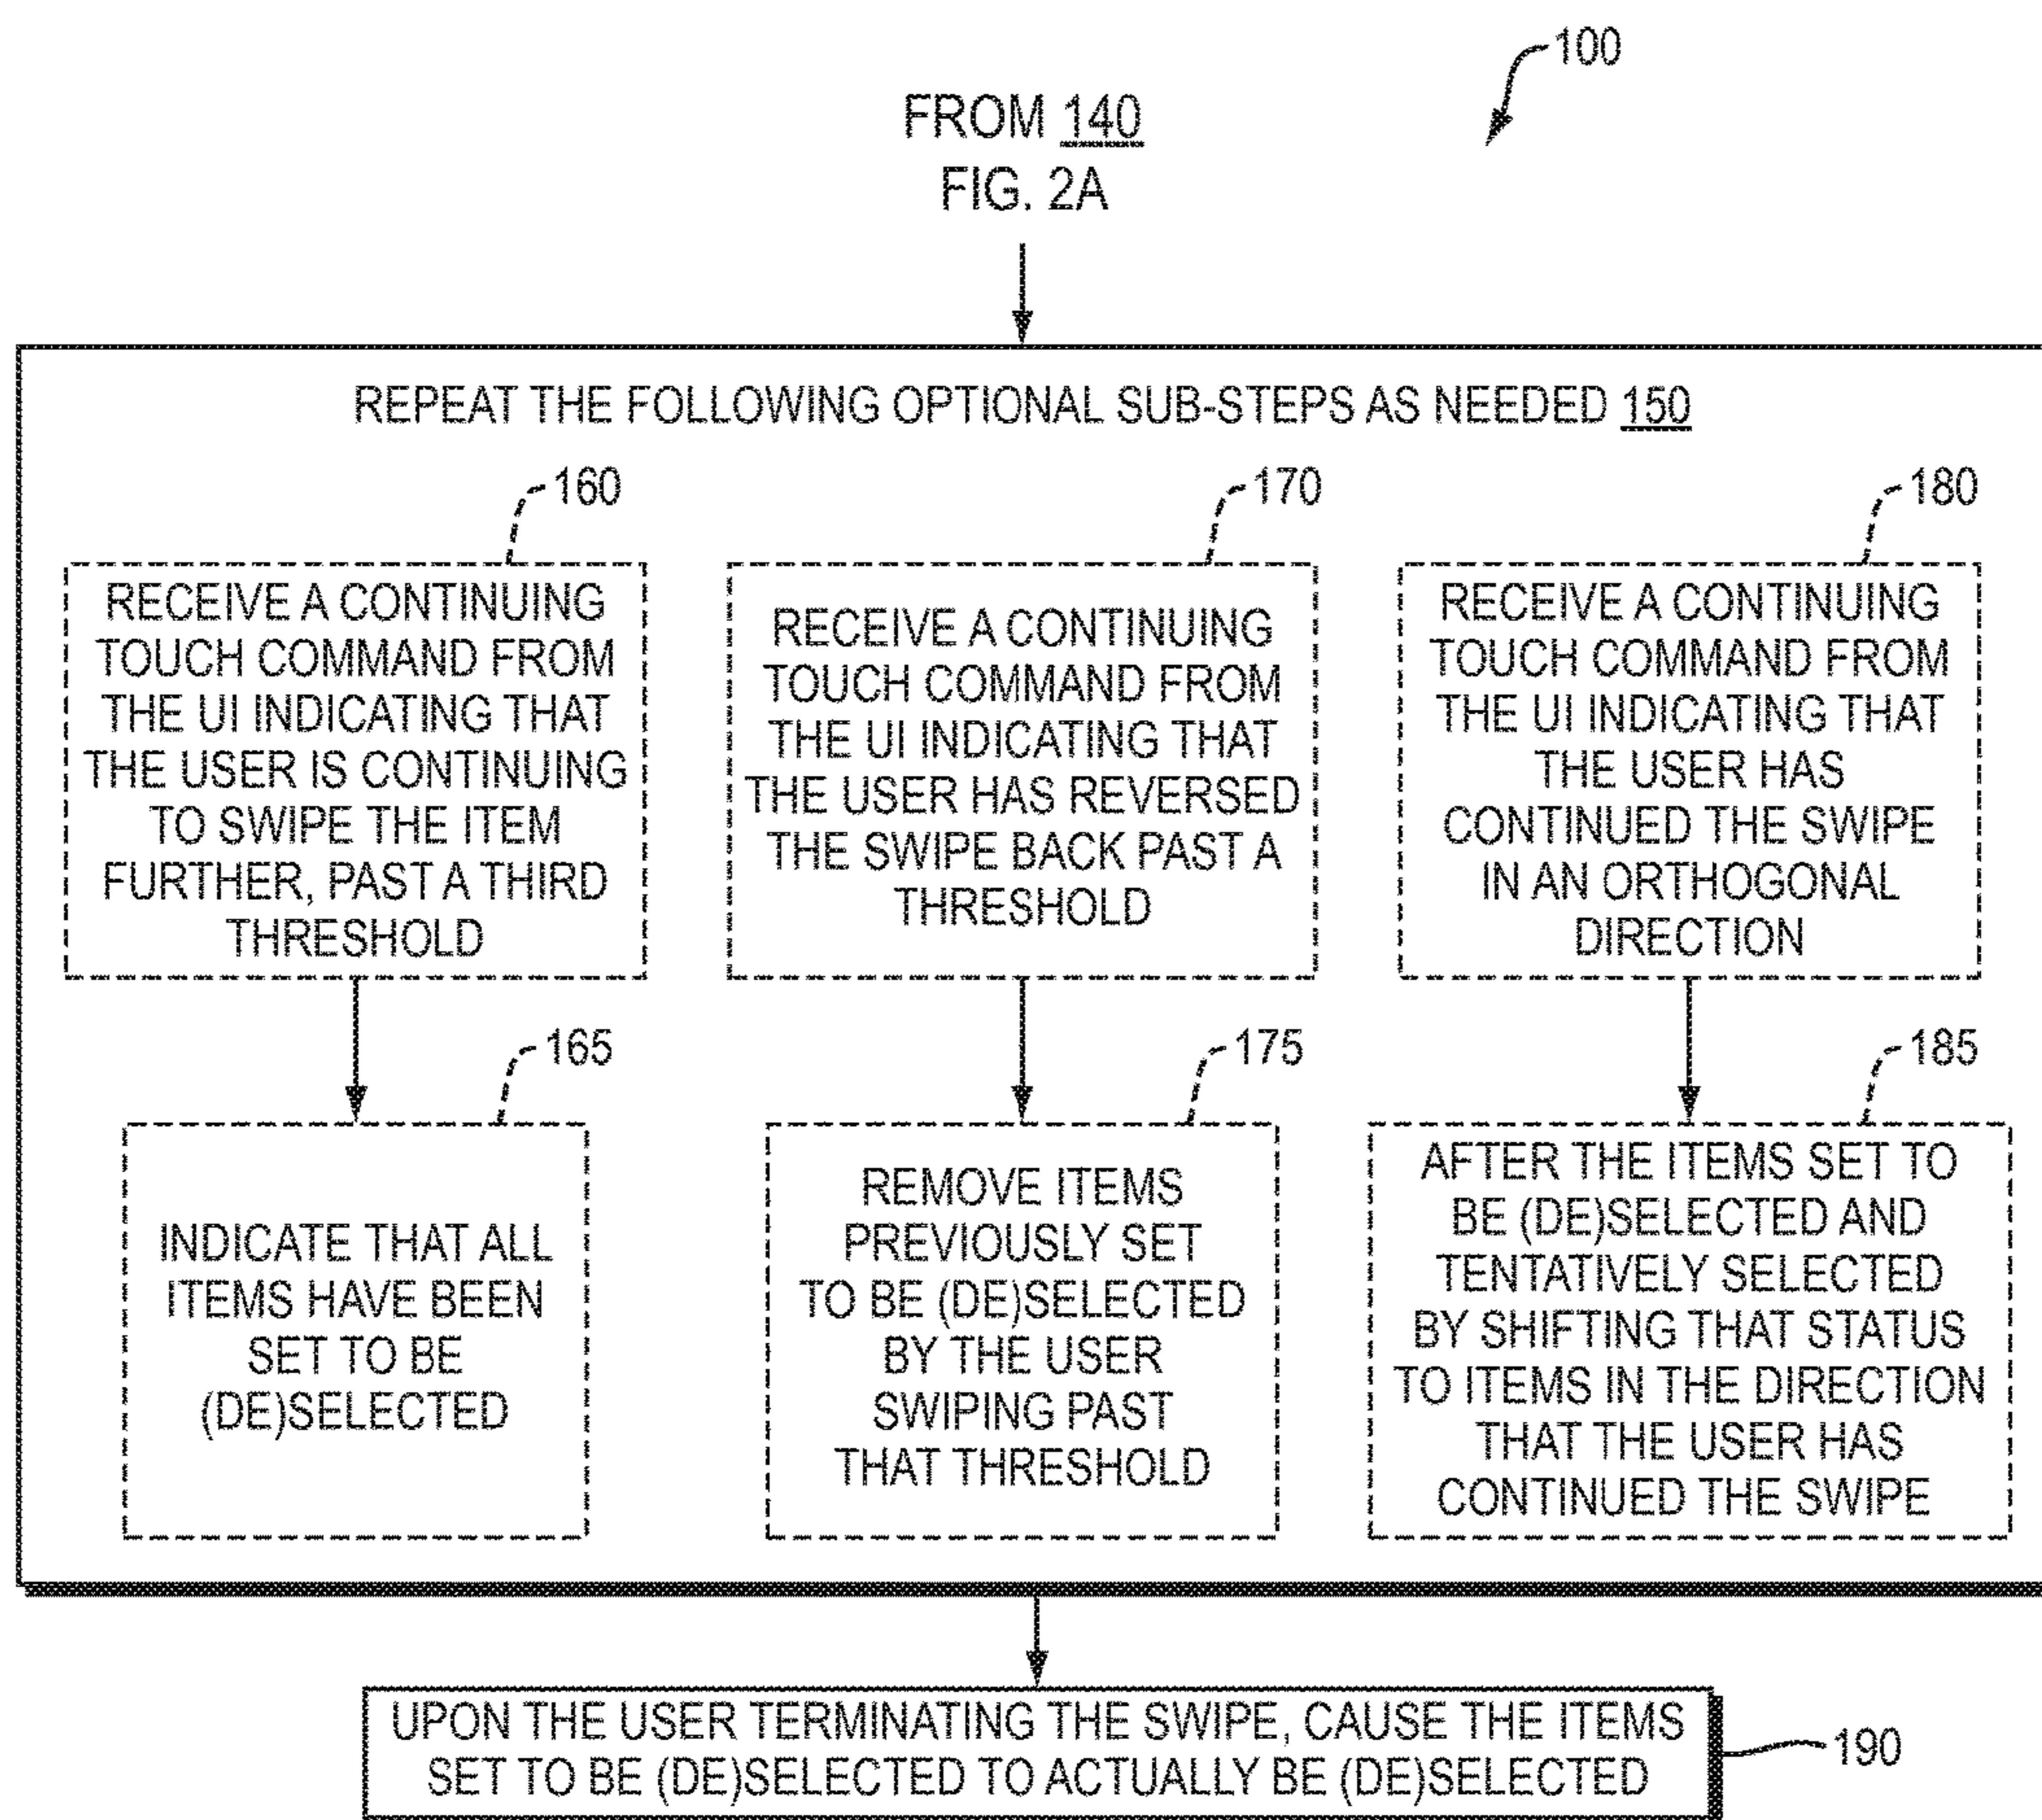 100
FROM 140
FIG. 2A
REPEAT THE FOLLOWING OPTIONAL SUB-STEPS AS NEEDED 150
160
RECEIVE A CONTINUING
TOUCH COMMAND FROM
THE UI INDICATING THAT
THE USER IS CONTINUING
TO SWIPE THE ITEM
FURTHER, PAST A THIRD
THRESHOLD
170
RECEIVE A CONTINUING
TOUCH COMMAND FROM
THE UI INDICATING THAT
THE USER HAS REVERSED
THE SWIPE BACK PAST A
THRESHOLD
180
RECEIVE A CONTINUING
TOUCH COMMAND FROM
THE UI INDICATING THAT
THE USER HAS
CONTINUED THE SWIPE
IN AN ORTHOGONAL
DIRECTION
165
INDICATE THAT ALL
ITEMS HAVE BEEN
SET TO BE
(DE)SELECTED
175
REMOVE ITEMS
PREVIOUSLY SET
TO BE (DE)SELECTED
BY THE USER
SWIPING PAST
THAT THRESHOLD
185
AFTER THE ITEMS SET TO
BE (DE)SELECTED AND
TENTATIVELY SELECTED
BY SHIFTING THAT STATUS
TO ITEMS IN THE DIRECTION
THAT THE USER HAS
CONTINUED THE SWIPE
UPON THE USER TERMINATING THE SWIPE, CAUSE THE ITEMS
SET TO BE (DE)SELECTED TO ACTUALLY BE (DE)SELECTED
190